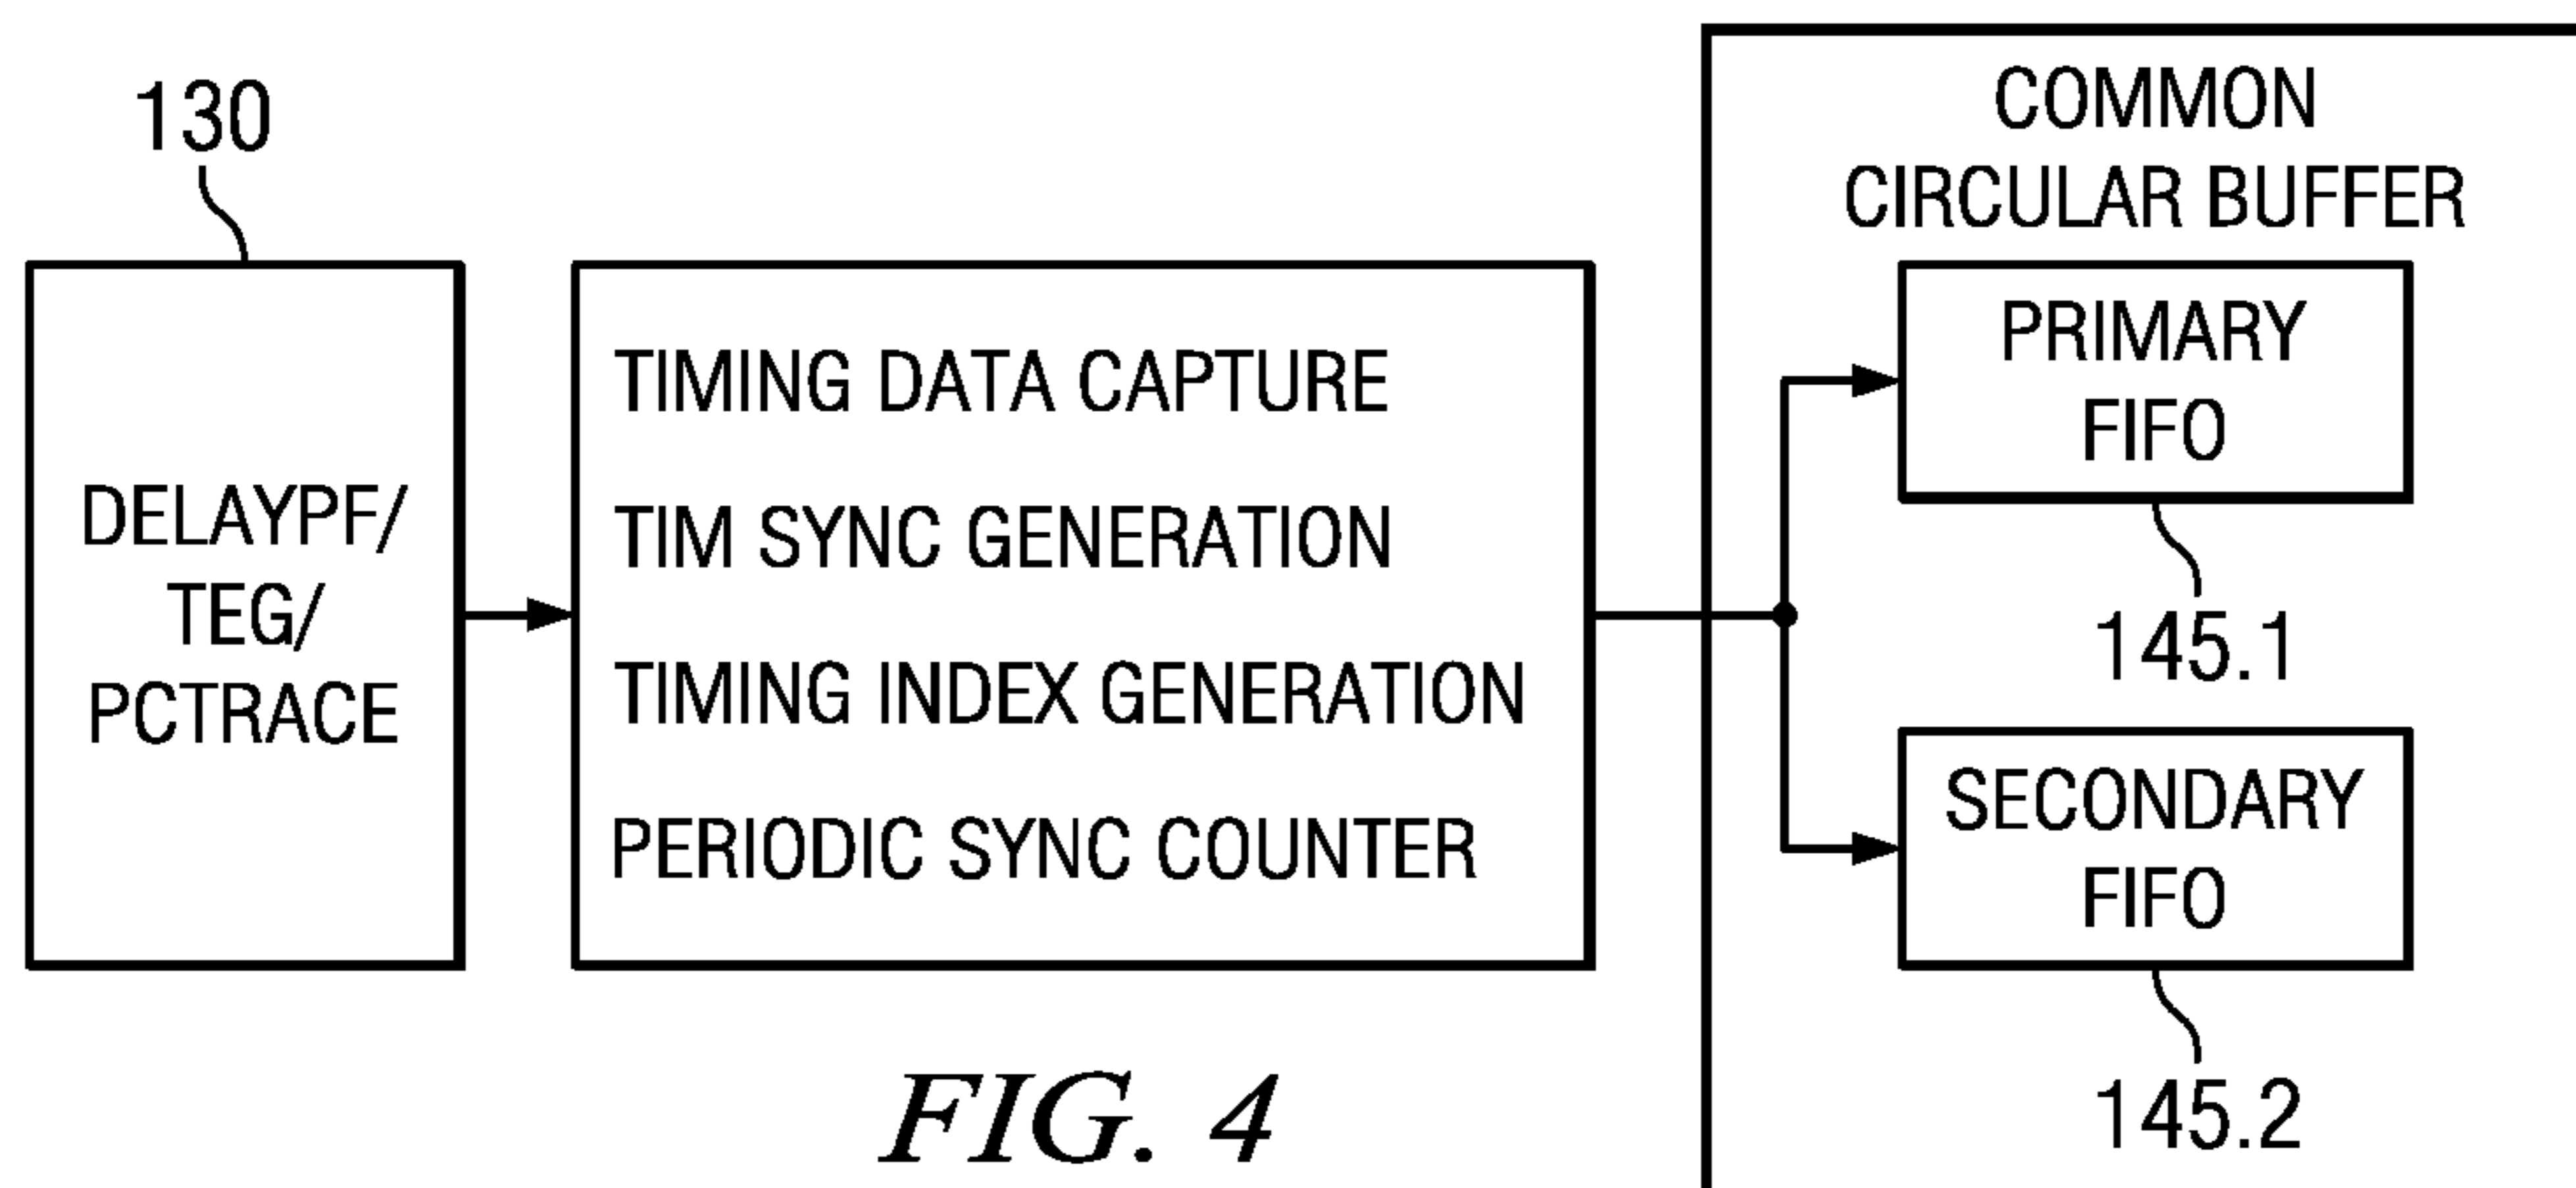 130
DELAYPF/
TEG/
PCTRACE
TIMING DATA CAPTURE
TIM SYNC GENERATION
TIMING INDEX GENERATION
PERIODIC SYNC COUNTER
COMMON
CIRCULAR BUFFER
PRIMARY
FIFO
145.1
SECONDARY
FIFO
145.2
FIG. 4